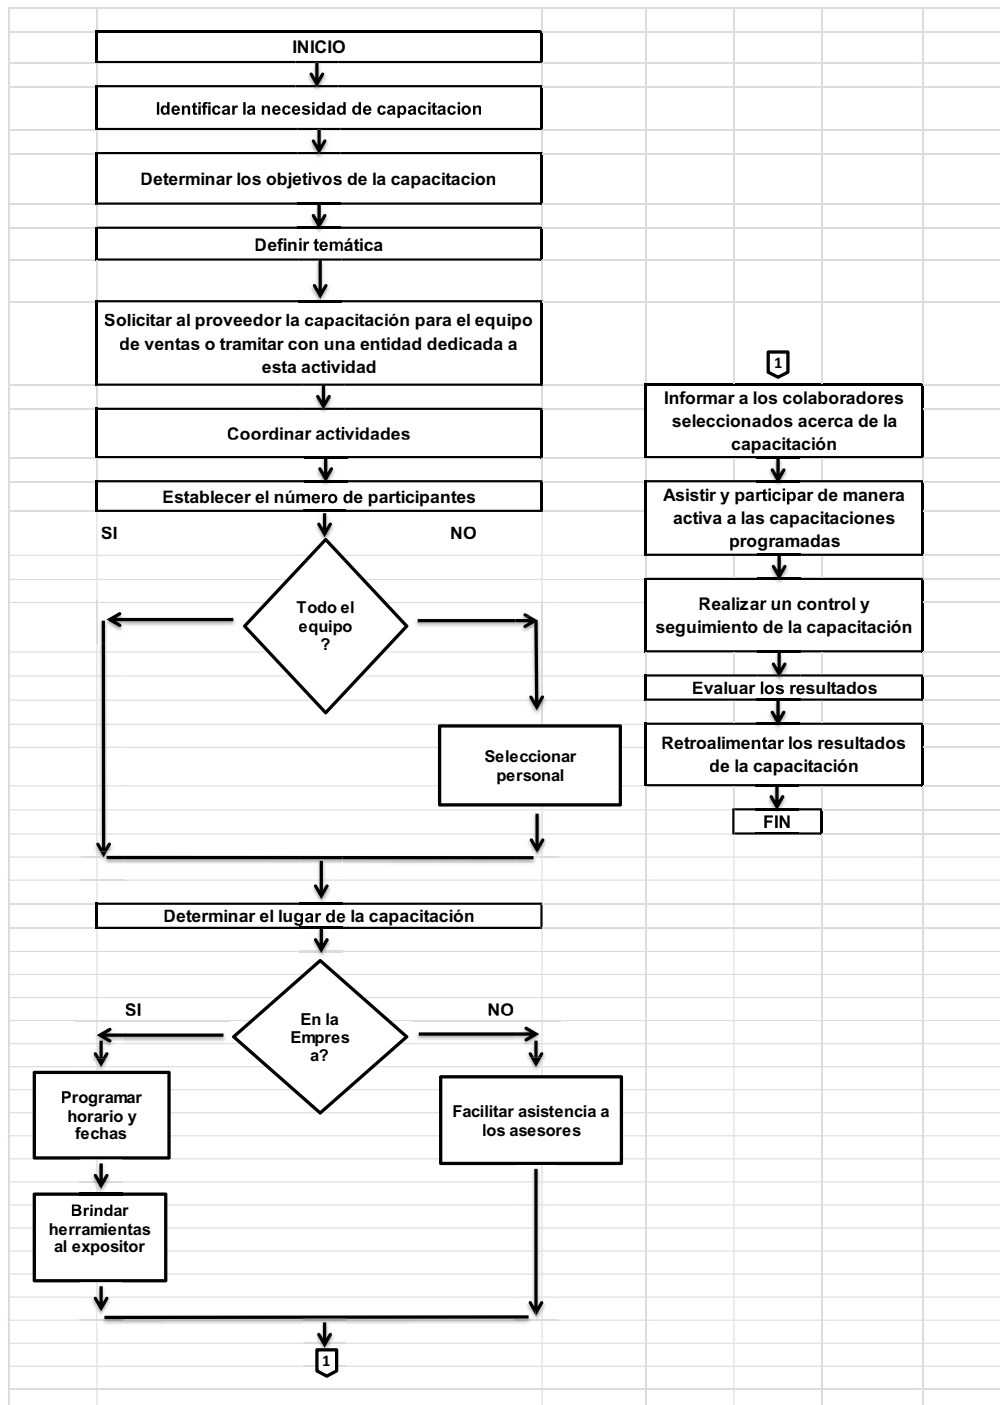 INICIO
Identificar la necesidad de capacitacion
Determinar los objetivos de la capacitacion
Definir temática
Solicitar al proveedor la capacitación para el equipo
de ventas o tramitar con una entidad dedicada a
esta actividad
Coordinar actividades
Establecer el número de participantes
SI
NO
Todo el
equipo
?
Seleccionar
personal
Determinar el lugar de la capacitación
SI
NO
En la
Empres
a?
Programar
horario y
fechas
Facilitar asistencia a
los asesores
Brindar
herramientas
al expositor
1
1
Informar a los colaboradores
seleccionados acerca de la
capacitación
Asistir y participar de manera
activa a las capacitaciones
programadas
Realizar un control y
seguimiento de la capacitación
Evaluar los resultados
Retroalimentar los resultados
de la capacitación
FIN